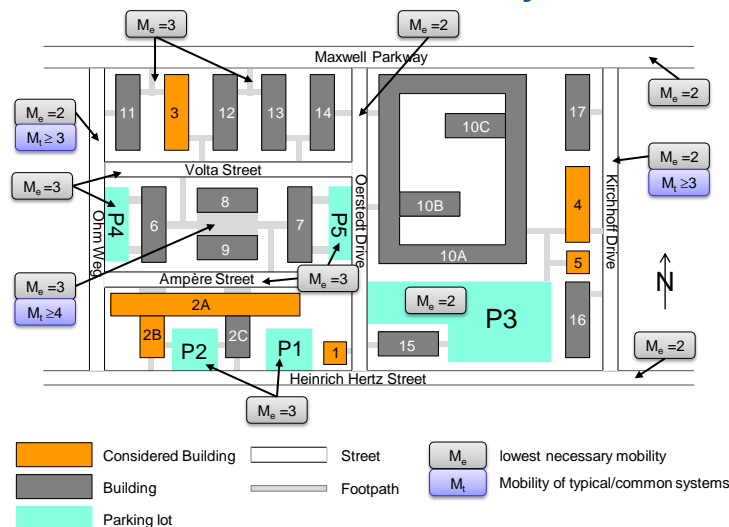 Mₑ =3
Mₑ =2
Maxwell Parkway
Mₑ =2
11
3
12
13
14
17
10C
Mₑ =2
Mₜ ≥ 3
Mₑ =2
Mₜ ≥3
Volta Street
Mₑ =3
P4
6
8
9
7
P5
Ohm Weg
Oerstedt Drive
10B
10A
4
5
Kirchhoff Drive
N
Ampère Street
Mₑ =3
Mₑ =3
Mₜ ≥4
Mₑ =2
2A
2B
2C
P2
P1
1
15
P3
16
Mₑ =2
Heinrich Hertz Street
Mₑ =3
Considered Building
Street
Mₑ
lowest necessary mobility
Building
Footpath
Mₜ
Mobility of typical/common systems
Parking lot